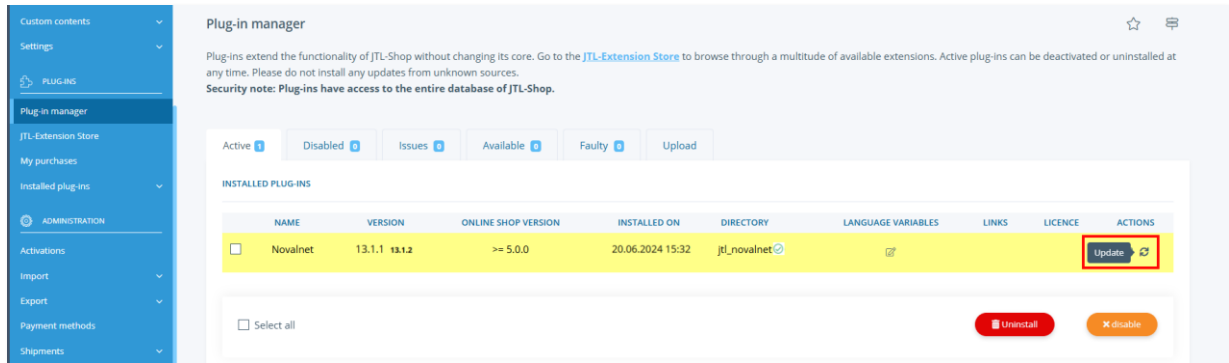 Custom contents
Settings
PLUG-INS
Plug-in manager
JTL-Extension Store
My purchases
Installed plug-ins
ADMINISTRATION
Activations
Import
Export
Payment methods
Shipments
Plug-in manager
Plug-ins extend the functionality of JTL-Shop without changing its core. Go to the JTL-Extension Store to browse through a multitude of available extensions. Active plug-ins can be deactivated or uninstalled at
any time. Please do not install any updates from unknown sources.
Security note: Plug-ins have access to the entire database of JTL-Shop.
Active 1 Disabled 0 Issues 0 Available 0 Faulty 0 Upload
INSTALLED PLUG-INS
NAME VERSION ONLINE SHOP VERSION INSTALLED ON DIRECTORY LANGUAGE VARIABLES LINKS LICENCE ACTIONS
Novalnet 13.1.1 13.1.2 >= 5.0.0 20.06.2024 15:32 jtl_novalnet Update
Select all Uninstall disable